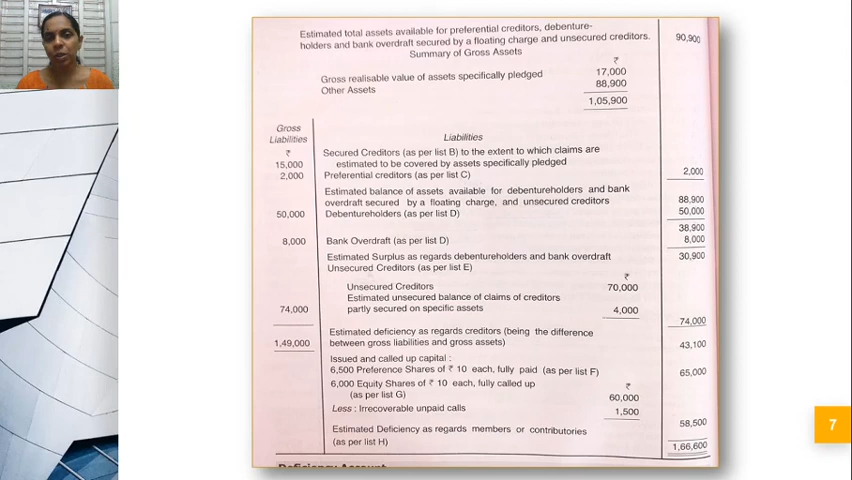 Estimated total assets available for preferential creditors, debenture-
holders and bank overdraft secured by a floating charge and unsecured creditors. 90,900
Summary of Gross Assets
₹
Gross realisable value of assets specifically pledged 17,000
Other Assets 88,900
1,05,900
Gross
Liabilities Liabilities
₹ Secured Creditors (as per list B) to the extent to which claims are
15,000 estimated to be covered by assets specifically pledged
2,000 Preferential creditors (as per list C) 2,000
Estimated balance of assets available for debentureholders and bank
overdraft secured by a floating charge, and unsecured creditors 88,900
50,000 Debentureholders (as per list D) 50,000
38,900
8,000 Bank Overdraft (as per list D) 8,000
Estimated Surplus as regards debentureholders and bank overdraft 30,900
Unsecured Creditors (as per list E) ₹
Unsecured Creditors 70,000
Estimated unsecured balance of claims of creditors
74,000 partly secured on specific assets 4,000
74,000
Estimated deficiency as regards creditors (being the difference
1,49,000 between gross liabilities and gross assets) 43,100
Issued and called up capital :
6,500 Preference Shares of ₹ 10 each, fully paid (as per list F) 65,000
6,000 Equity Shares of ₹ 10 each, fully called up ₹
(as per list G) 60,000
Less : Irrecoverable unpaid calls 1,500
58,500
Estimated Deficiency as regards members or contributories
(as per list H) 1,66,600
Deficiency Account
7